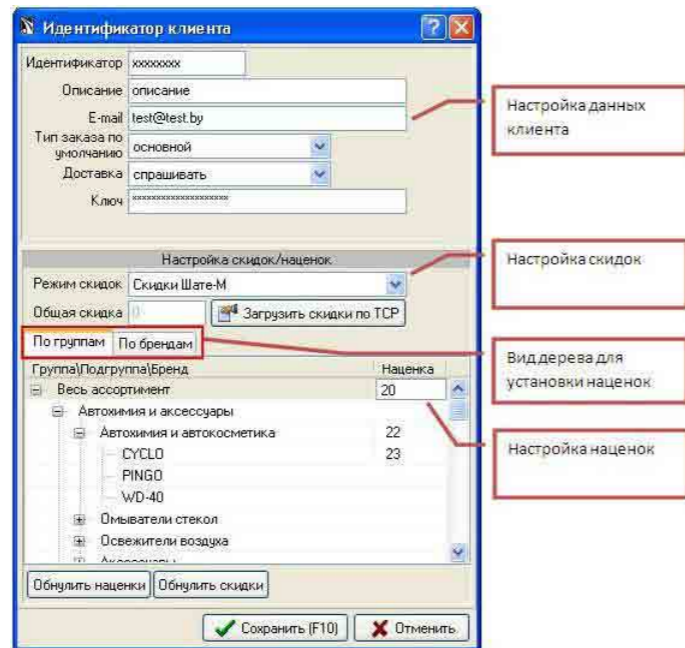 Идентификатор клиента
Идентификатор xxxxxxxx
Описание описание
E-mail test@test.by
Тип заказа по умолчанию основной
Доставка спрашивать
Ключ xxxxxxxxxxxxxxxxxxx
Настройка данных
клиента
Настройка скидок/наценок
Режим скидок Скидки Шате-М
Настройка скидок
Общая скидка 0 Загрузить скидки по TCP
По группам По брендам
Вид дерева для
установки наценок
Группа\Подгруппа\Бренд Наценка
Весь ассортимент 20
Автохимия и аксессуары
Автохимия и автокосметика 22
CYCLO 23
PINGO
WD-40
Омыватели стекол
Освежители воздуха
Настройка наценок
Обнулить наценки Обнулить скидки
Сохранить (F10) Отменить